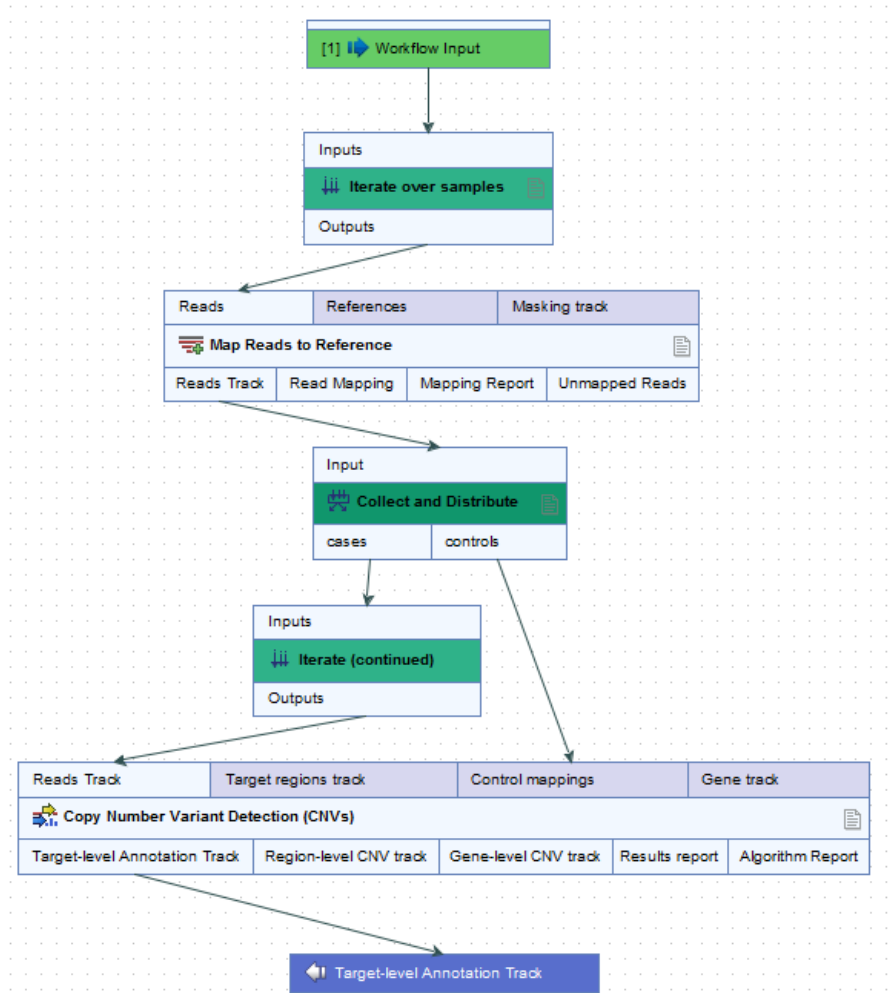 [1] Workflow Input
Inputs
Iterate over samples
Outputs
Reads References Masking track
Map Reads to Reference
Reads Track Read Mapping Mapping Report Unmapped Reads
Input
Collect and Distribute
cases controls
Inputs
Iterate (continued)
Outputs
Reads Track Target regions track Control mappings Gene track
Copy Number Variant Detection (CNVs)
Target-level Annotation Track Region-level CNV track Gene-level CNV track Results report Algorithm Report
Target-level Annotation Track